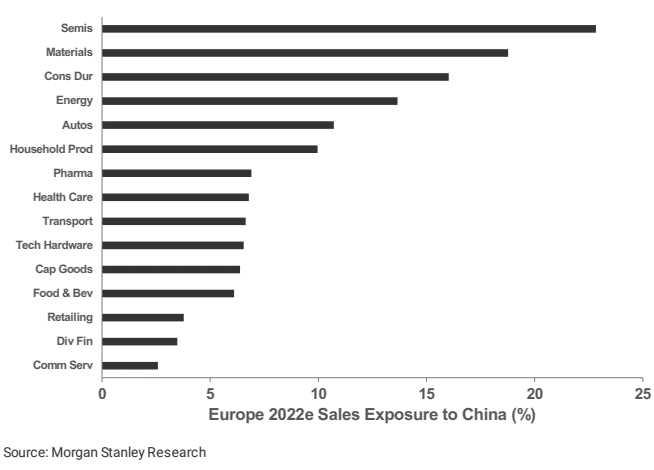 Semis
Materials
Cons Dur
Energy
Autos
Household Prod
Pharma
Health Care
Transport
Tech Hardware
Cap Goods
Food & Bev
Retailing
Div Fin
Comm Serv
0 5 10 15 20 25
Europe 2022e Sales Exposure to China (%)
Source: Morgan Stanley Research